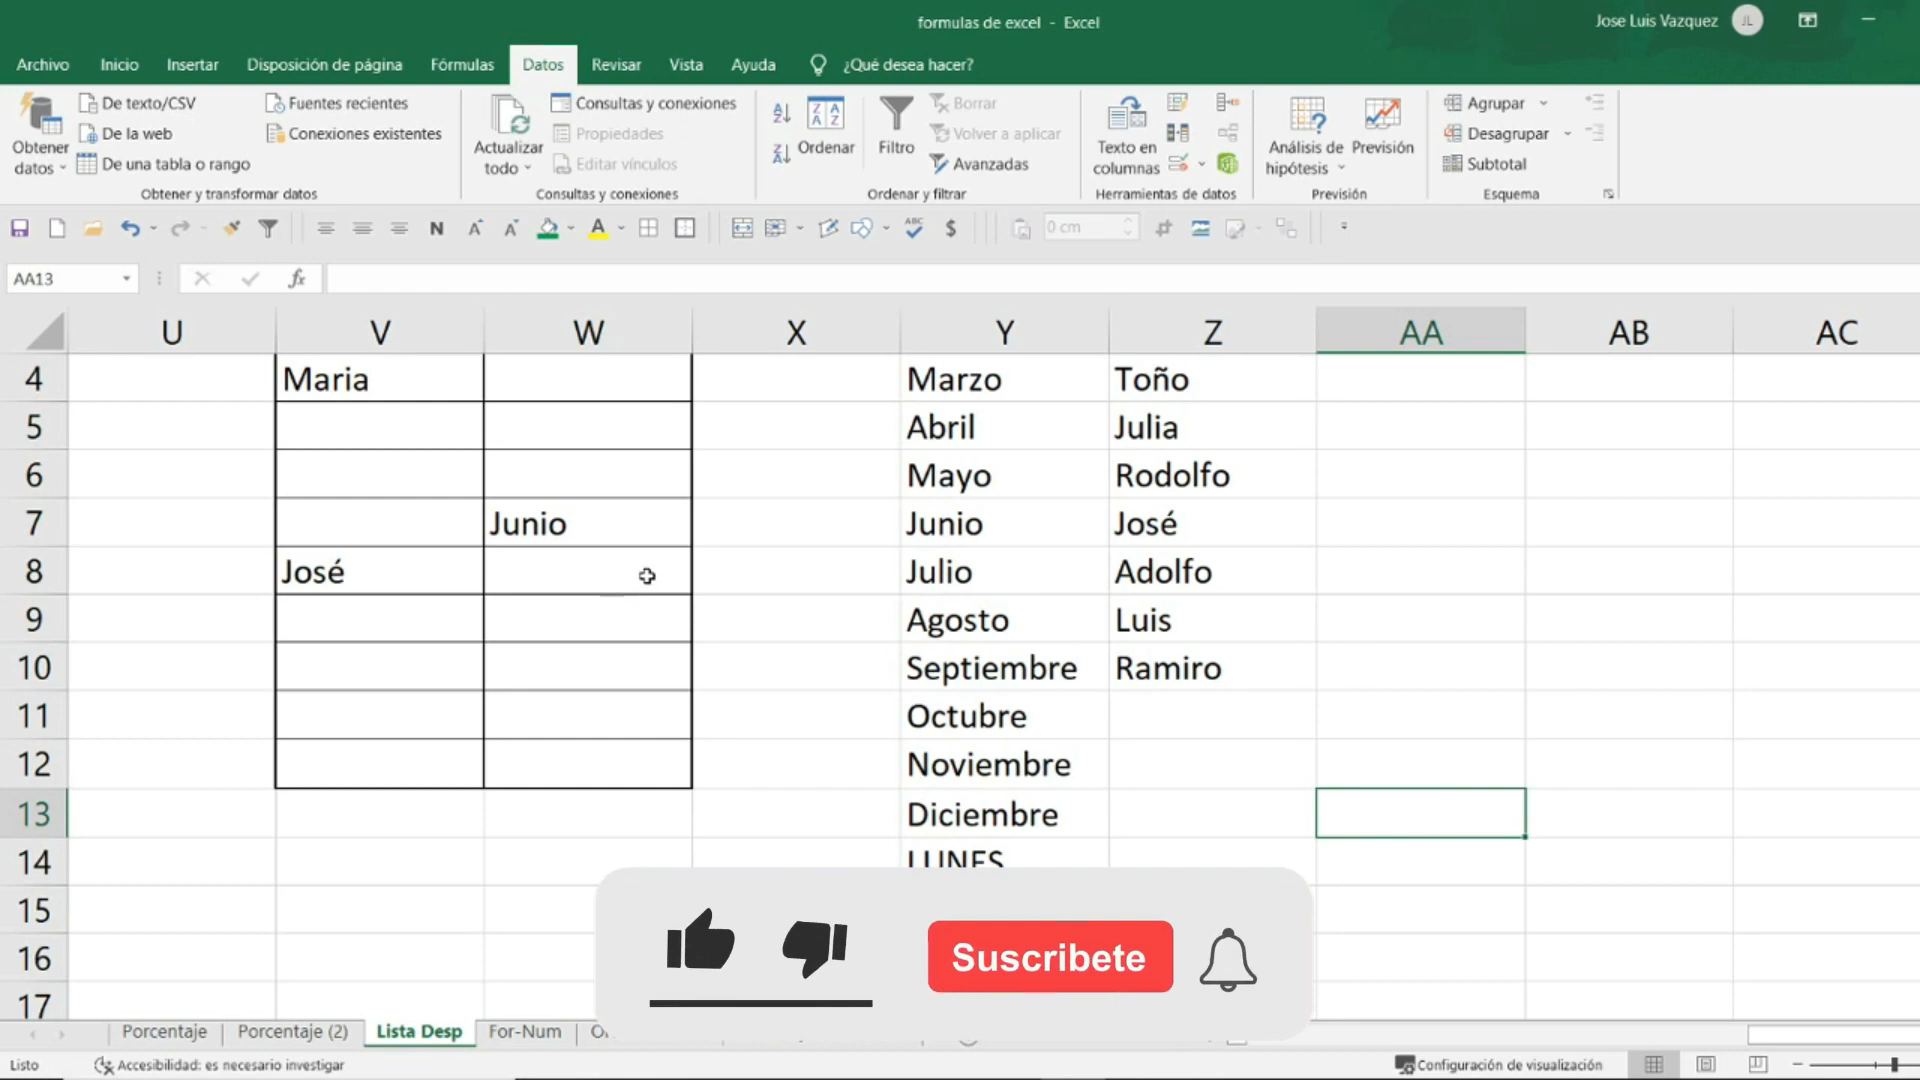 formulas de excel - Excel
Jose Luis Vazquez
JL
Archivo Inicio Insertar Disposición de página Fórmulas Datos Revisar Vista Ayuda ¿Qué desea hacer?
Obtener datos
De texto/CSV
De la web
De una tabla o rango
Fuentes recientes
Conexiones existentes
Obtener y transformar datos
Actualizar todo
Consultas y conexiones
Propiedades
Editar vínculos
Consultas y conexiones
Ordenar
Filtro
Borrar
Volver a aplicar
Avanzadas
Ordenar y filtrar
Texto en columnas
Herramientas de datos
Análisis de hipótesis
Previsión
Previsión
Agrupar
Desagrupar
Subtotal
Esquema
N A A A ABC $ 0 cm
AA13 fx
U V W X Y Z AA AB AC
4 Maria Marzo Toño
5 Abril Julia
6 Mayo Rodolfo
7 Junio Junio José
8 José Julio Adolfo
9 Agosto Luis
10 Septiembre Ramiro
11 Octubre
12 Noviembre
13 Diciembre
14 LUNES
15
16
17
Suscribete
Porcentaje Porcentaje (2) Lista Desp For-Num
Listo Accesibilidad: es necesario investigar Configuración de visualización